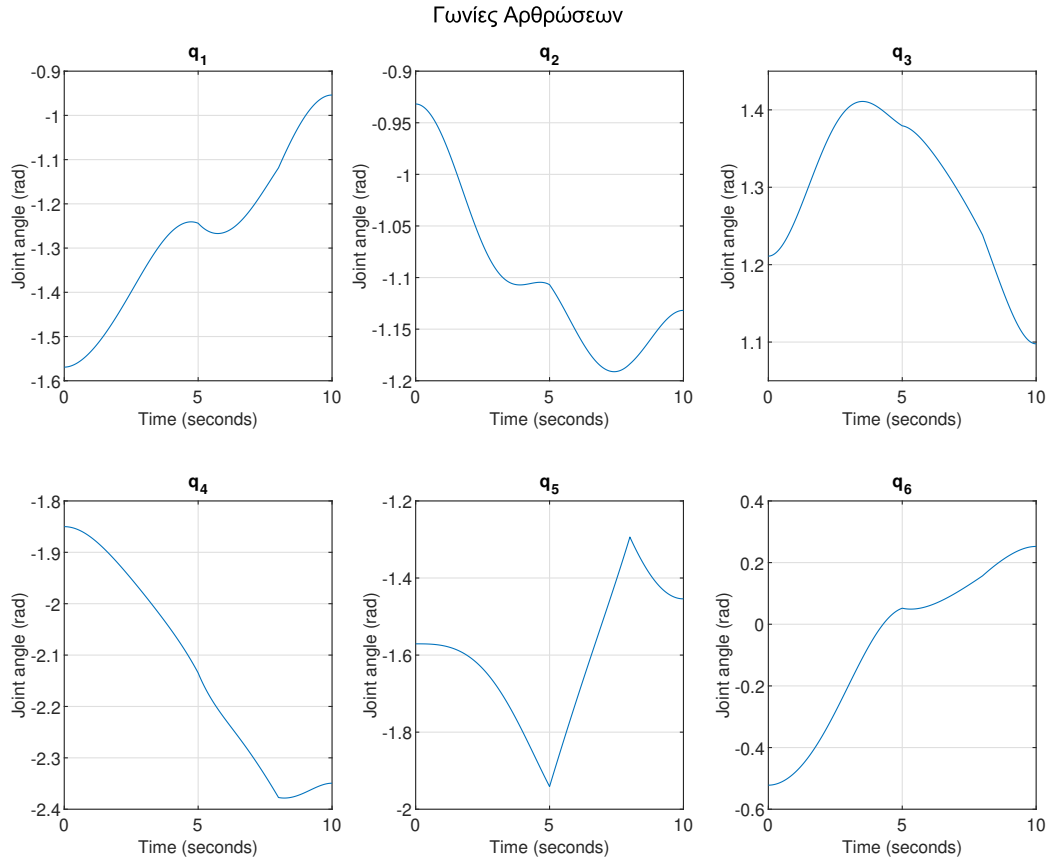 Γωνίες Αρθρώσεων
q1
Joint angle (rad)
-0.9
-1
-1.1
-1.2
-1.3
-1.4
-1.5
-1.6
0
5
10
Time (seconds)
q2
Joint angle (rad)
-0.9
-0.95
-1
-1.05
-1.1
-1.15
-1.2
0
5
10
Time (seconds)
q3
Joint angle (rad)
1.4
1.3
1.2
1.1
0
5
10
Time (seconds)
q4
Joint angle (rad)
-1.8
-1.9
-2
-2.1
-2.2
-2.3
-2.4
0
5
10
Time (seconds)
q5
Joint angle (rad)
-1.2
-1.4
-1.6
-1.8
-2
0
5
10
Time (seconds)
q6
Joint angle (rad)
0.4
0.2
0
-0.2
-0.4
-0.6
0
5
10
Time (seconds)